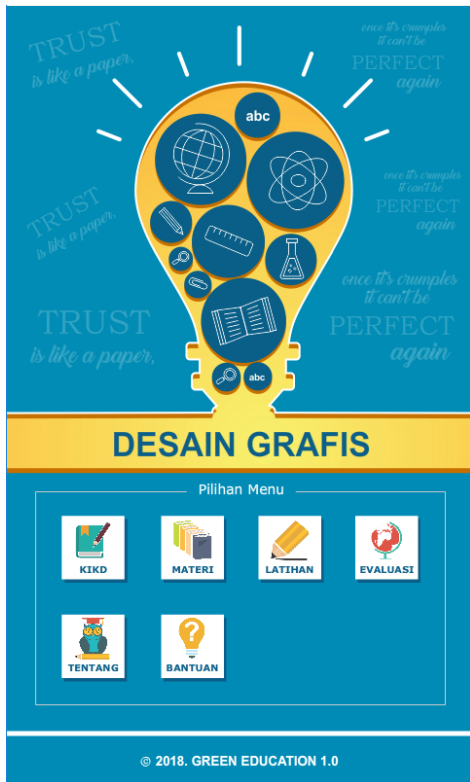 TRUST
is like a paper,
once it's crumples
it can't be
PERFECT
again
abc
TRUST
is like a paper,
once it's crumples
it can't be
PERFECT
again
TRUST
is like a paper,
once it's crumples
it can't be
PERFECT
again
abc
DESAIN GRAFIS
Pilihan Menu
KIKD
MATERI
LATIHAN
EVALUASI
TENTANG
BANTUAN
© 2018. GREEN EDUCATION 1.0